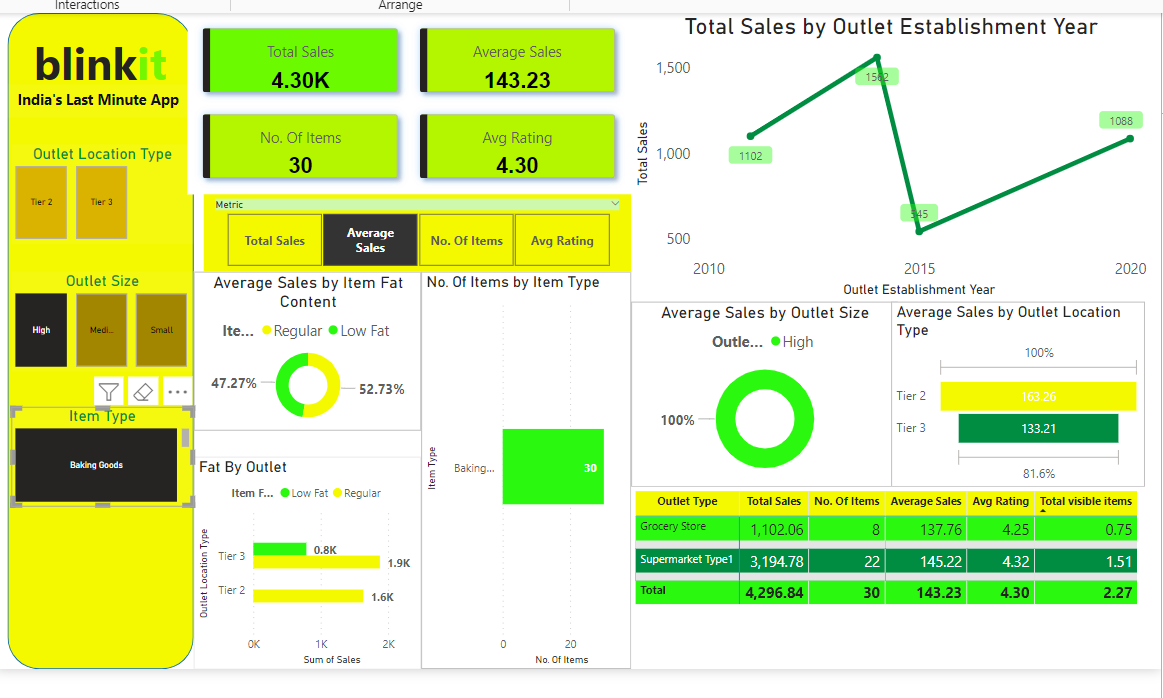 Interactions
Arrange
blinkit
India's Last Minute App
Outlet Location Type
Tier 2
Tier 3
Outlet Size
High
Medi...
Small
Item Type
Baking Goods
Total Sales
4.30K
Average Sales
143.23
No. Of Items
30
Avg Rating
4.30
Metric
Total Sales
Average
Sales
No. Of Items
Avg Rating
Average Sales by Item Fat
Content
Ite...
Regular
Low Fat
47.27%
52.73%
Fat By Outlet
Item F...
Low Fat
Regular
Outlet Location Type
Tier 3
0.8K
1.9K
Tier 2
1.6K
0K
1K
2K
Sum of Sales
No. Of Items by Item Type
Item Type
Baking...
30
0
20
No. Of Items
Total Sales by Outlet Establishment Year
Total Sales
1,500
1,000
500
1102
1562
545
1088
2010
2015
2020
Outlet Establishment Year
Average Sales by Outlet Size
Outle...
High
100%
Average Sales by Outlet Location
Type
100%
Tier 2
163.26
Tier 3
133.21
81.6%
Outlet Type Total Sales No. Of Items Average Sales Avg Rating Total visible items
Grocery Store 1,102.06 8 137.76 4.25 0.75
Supermarket Type1 3,194.78 22 145.22 4.32 1.51
Total 4,296.84 30 143.23 4.30 2.27